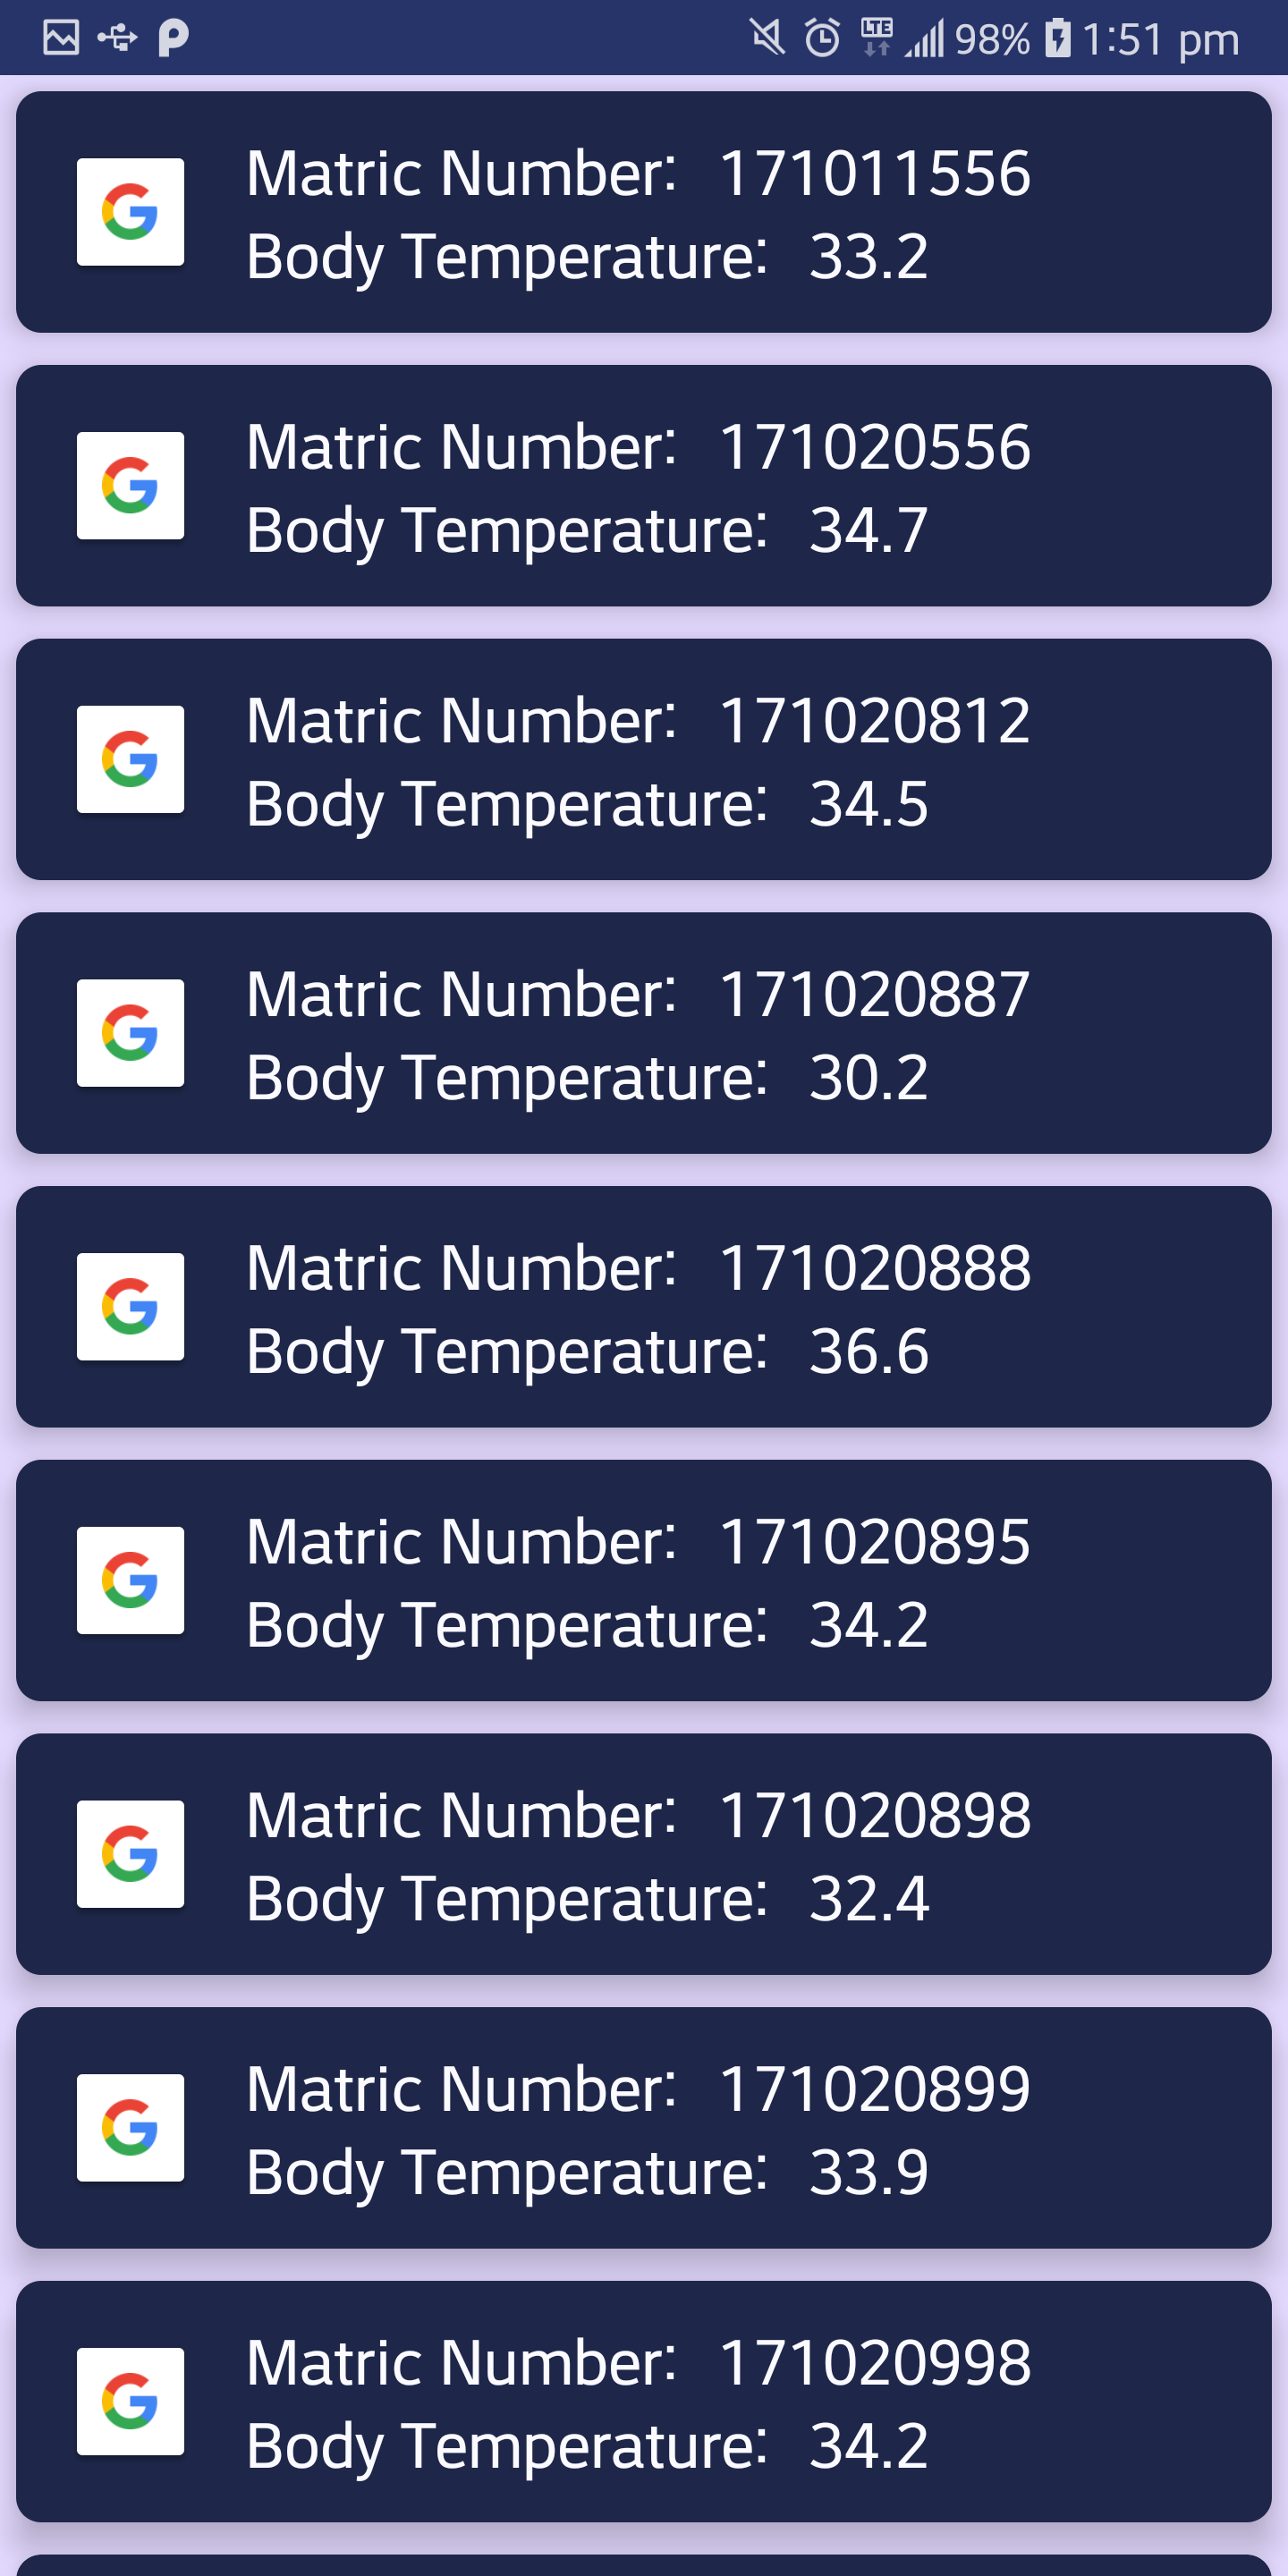 LTE 98% 1:51 pm
Matric Number: 171011556
Body Temperature: 33.2
Matric Number: 171020556
Body Temperature: 34.7
Matric Number: 171020812
Body Temperature: 34.5
Matric Number: 171020887
Body Temperature: 30.2
Matric Number: 171020888
Body Temperature: 36.6
Matric Number: 171020895
Body Temperature: 34.2
Matric Number: 171020898
Body Temperature: 32.4
Matric Number: 171020899
Body Temperature: 33.9
Matric Number: 171020998
Body Temperature: 34.2